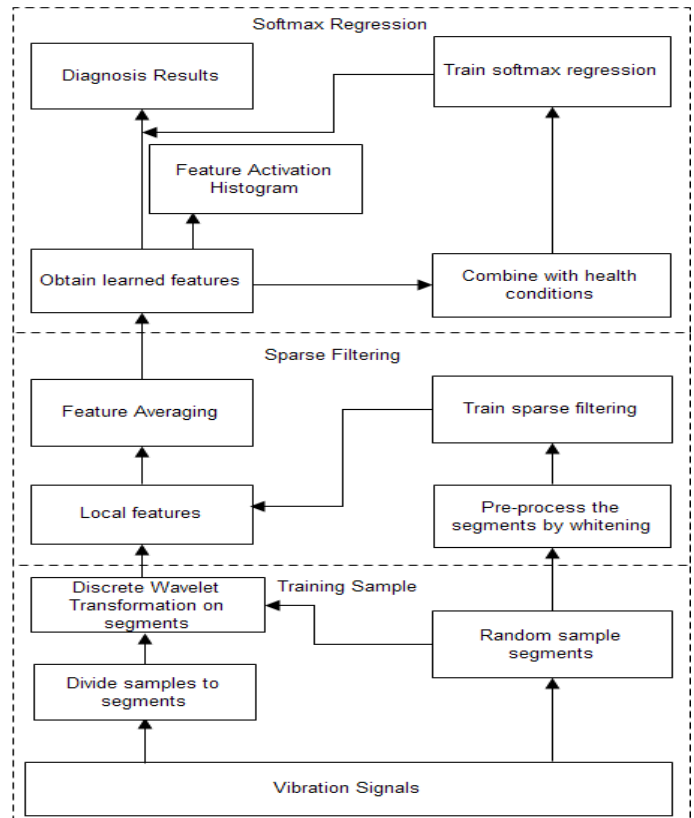 Softmax Regression
Diagnosis Results
Train softmax regression
Feature Activation
Histogram
Obtain learned features
Combine with health
conditions
Sparse Filtering
Feature Averaging
Train sparse filtering
Local features
Pre-process the
segments by whitening
Training Sample
Discrete Wavelet
Transformation on
segments
Random sample
segments
Divide samples to
segments
Vibration Signals